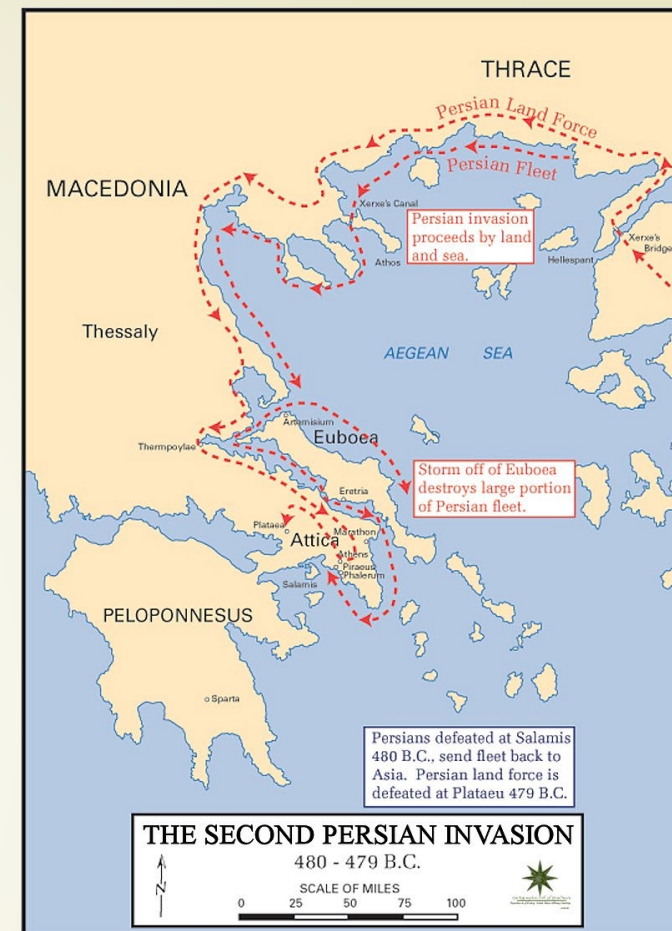 THRACE
Persian Land Force
Persian Fleet
MACEDONIA
Xerxe's Canal
Persian invasion
proceeds by land
and sea.
Xerxe's
Bridge
Athos
Hellespant
Thessaly
AEGEAN SEA
Artemisium
Euboea
Thermpoylae
Storm off of Euboea
destroys large portion
of Persian fleet.
Eretria
Plataea
Marathon
Attica
Athens
Piraeus
Phalerum
Salamis
PELOPONNESUS
Sparta
Persians defeated at Salamis
480 B.C., send fleet back to
Asia. Persian land force is
defeated at Plataeu 479 B.C.
THE SECOND PERSIAN INVASION
480 - 479 B.C.
N
SCALE OF MILES
0 25 50 75 100